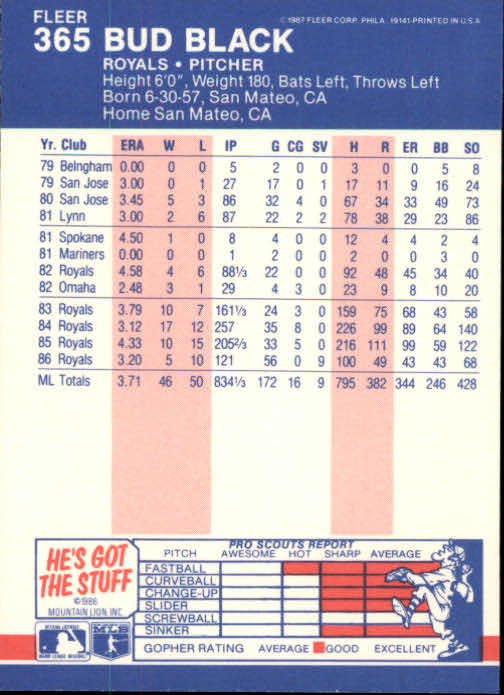 FLEER
© 1987 FLEER CORP. PHILA. 19141-PRINTED IN U.S.A.
365 BUD BLACK
ROYALS • PITCHER
Height 6'0", Weight 180, Bats Left, Throws Left
Born 6-30-57, San Mateo, CA
Home San Mateo, CA
Yr. Club ERA W L IP G CG SV H R ER BB SO
79 Belngham 0.00 0 0 5 2 0 0 3 0 0 5 8
79 San Jose 3.00 0 1 27 17 0 1 17 11 9 16 24
80 San Jose 3.45 5 3 86 32 4 0 67 34 33 49 73
81 Lynn 3.00 2 6 87 22 2 2 78 38 29 23 86
81 Spokane 4.50 1 0 8 4 0 0 12 4 4 2 4
81 Mariners 0.00 0 0 1 2 0 0 2 0 0 3 0
82 Royals 4.58 4 6 88⅓ 22 0 0 92 48 45 34 40
82 Omaha 2.48 3 1 29 4 3 0 23 9 8 10 20
83 Royals 3.79 10 7 161⅓ 24 3 0 159 75 68 43 58
84 Royals 3.12 17 12 257 35 8 0 226 99 89 64 140
85 Royals 4.33 10 15 205⅔ 33 5 0 216 111 99 59 122
86 Royals 3.20 5 10 121 56 0 9 100 49 43 43 68
ML Totals 3.71 46 50 834⅓ 172 16 9 795 382 344 246 428
HE'S GOT
THE STUFF
© 1986
MOUNTAIN LION, INC.
PRO SCOUTS REPORT
PITCH AWESOME HOT SHARP AVERAGE
FASTBALL
CURVEBALL
CHANGE-UP
SLIDER
SCREWBALL
SINKER
GOPHER RATING AVERAGE GOOD EXCELLENT